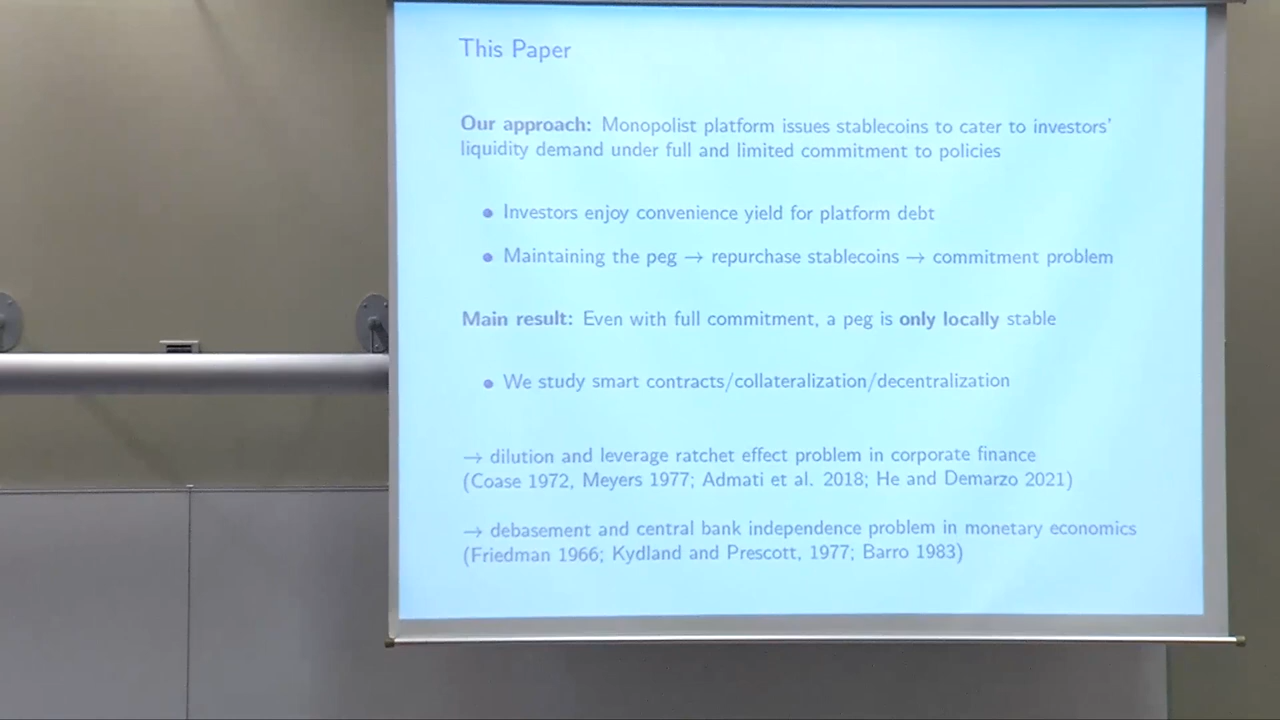 This Paper
Our approach: Monopolist platform issues stablecoins to cater to investors'
liquidity demand under full and limited commitment to policies
• Investors enjoy convenience yield for platform debt
• Maintaining the peg → repurchase stablecoins → commitment problem
Main result: Even with full commitment, a peg is only locally stable
• We study smart contracts/collateralization/decentralization
→ dilution and leverage ratchet effect problem in corporate finance
(Coase 1972, Meyers 1977; Admati et al. 2018; He and Demarzo 2021)
→ debasement and central bank independence problem in monetary economics
(Friedman 1966; Kydland and Prescott, 1977; Barro 1983)